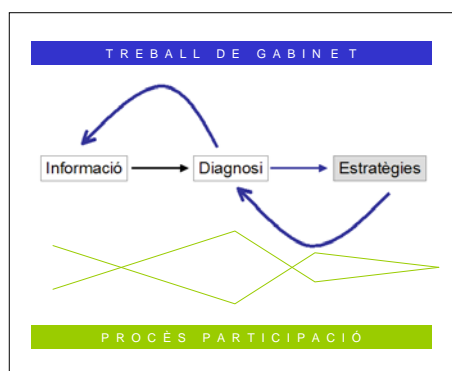 TREBALL DE GABINET
Informació Diagnosi Estratègies
PROCÈS PARTICIPACIÓ